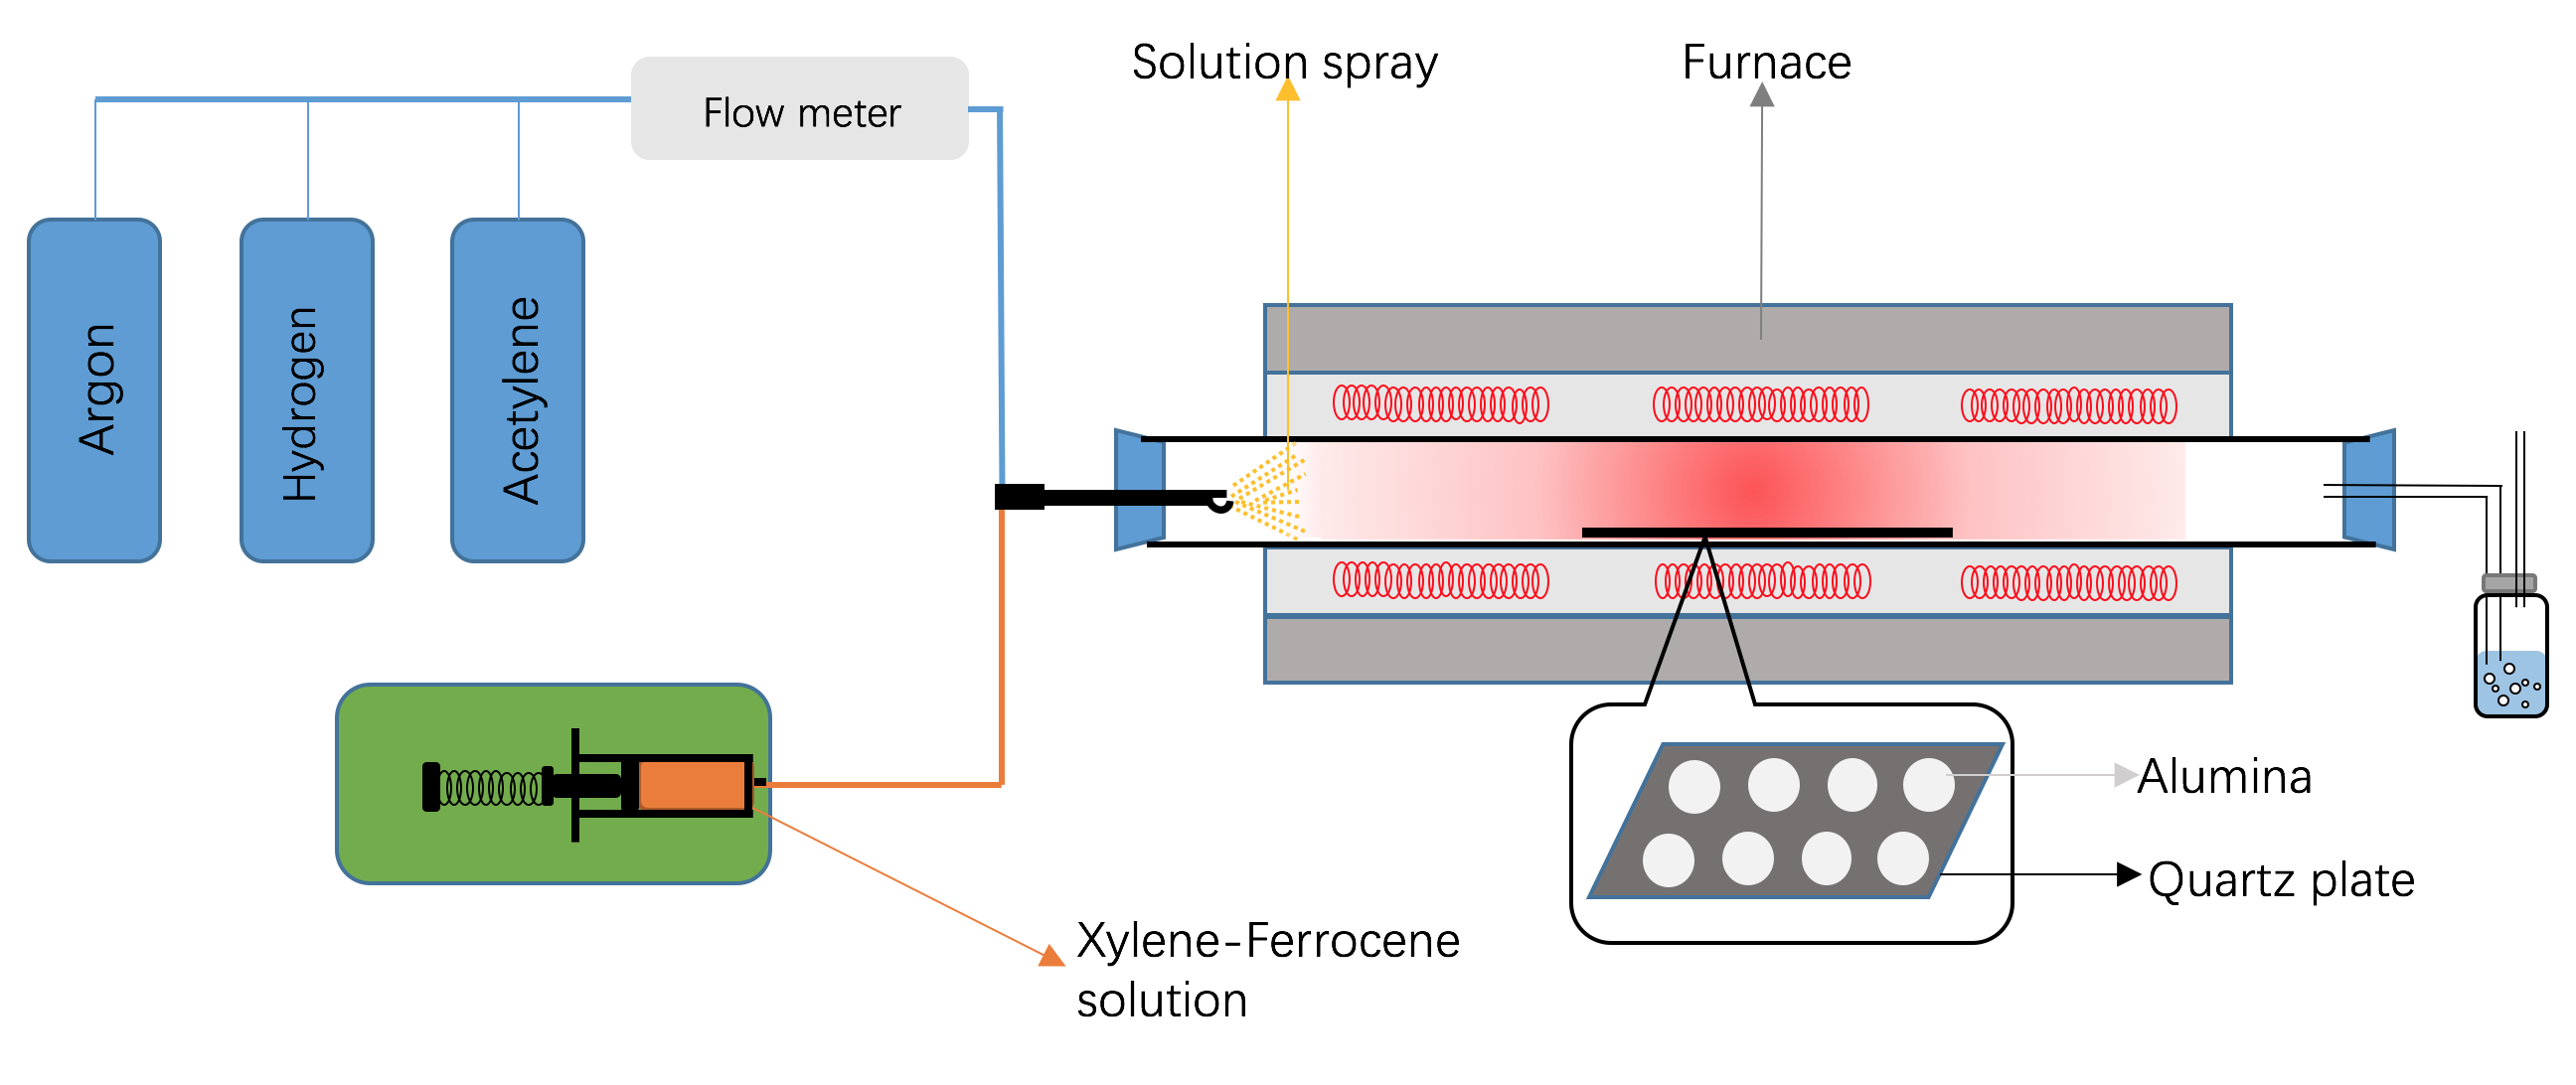 Solution spray
Furnace
Flow meter
Argon
Hydrogen
Acetylene
Alumina
Quartz plate
Xylene-Ferrocene
solution